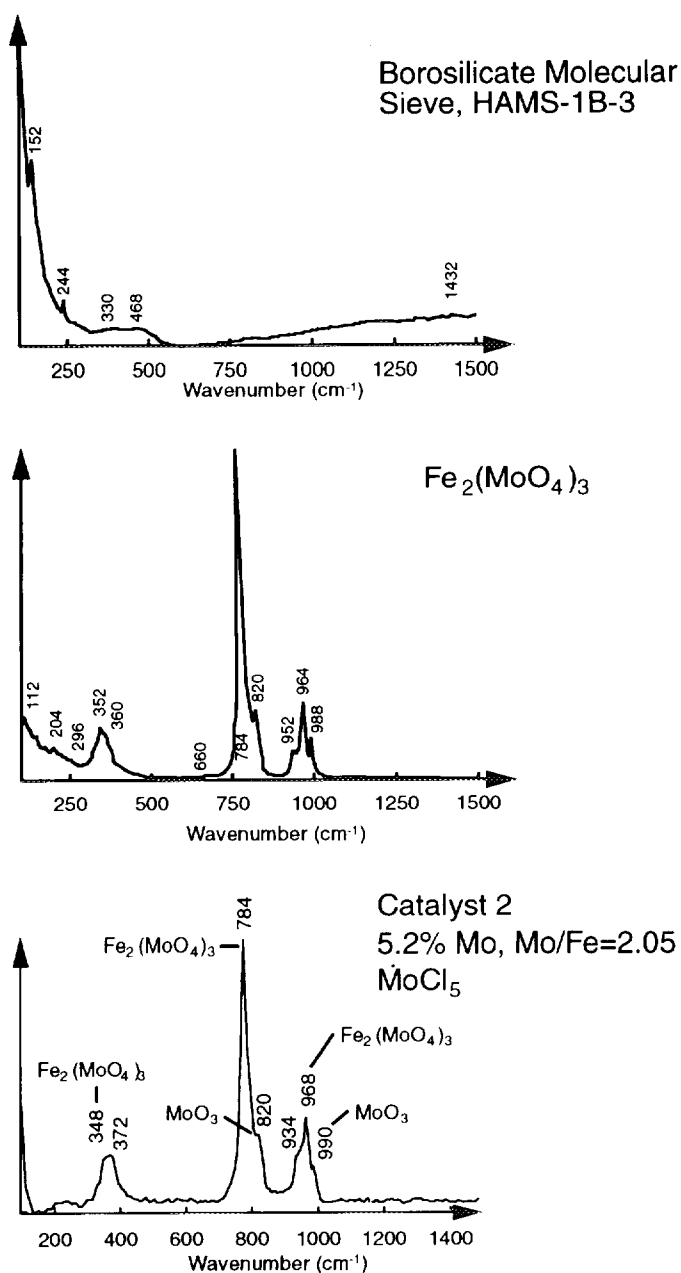 Borosilicate Molecular
Sieve, HAMS-1B-3
152
244
330
468
1432
250 500 750 1000 1250 1500
Wavenumber (cm⁻¹)
Fe₂(MoO₄)₃
112
204
296
352
360
660
784
820
952
964
988
250 500 750 1000 1250 1500
Wavenumber (cm⁻¹)
Catalyst 2
5.2% Mo, Mo/Fe=2.05
MoCl₅
784
Fe₂(MoO₄)₃
Fe₂(MoO₄)₃
Fe₂(MoO₄)₃
348
372
MoO₃
820
934
968
990
MoO₃
200 400 600 800 1000 1200 1400
Wavenumber (cm⁻¹)